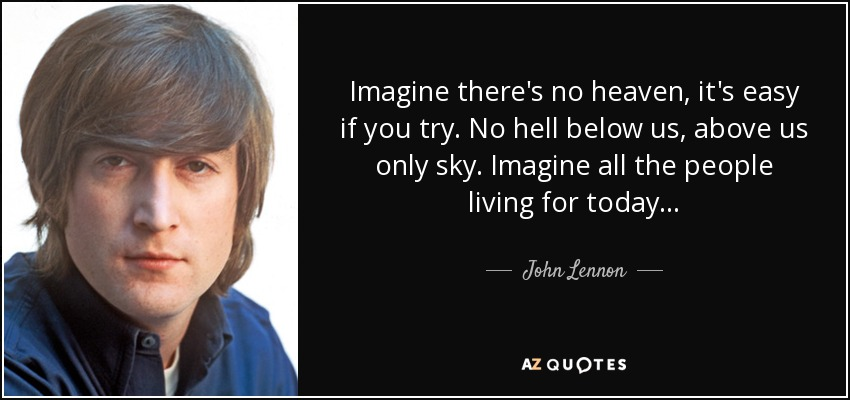 Imagine there's no heaven, it's easy
if you try. No hell below us, above us
only sky. Imagine all the people
living for today...
John Lennon
AZ QUOTES